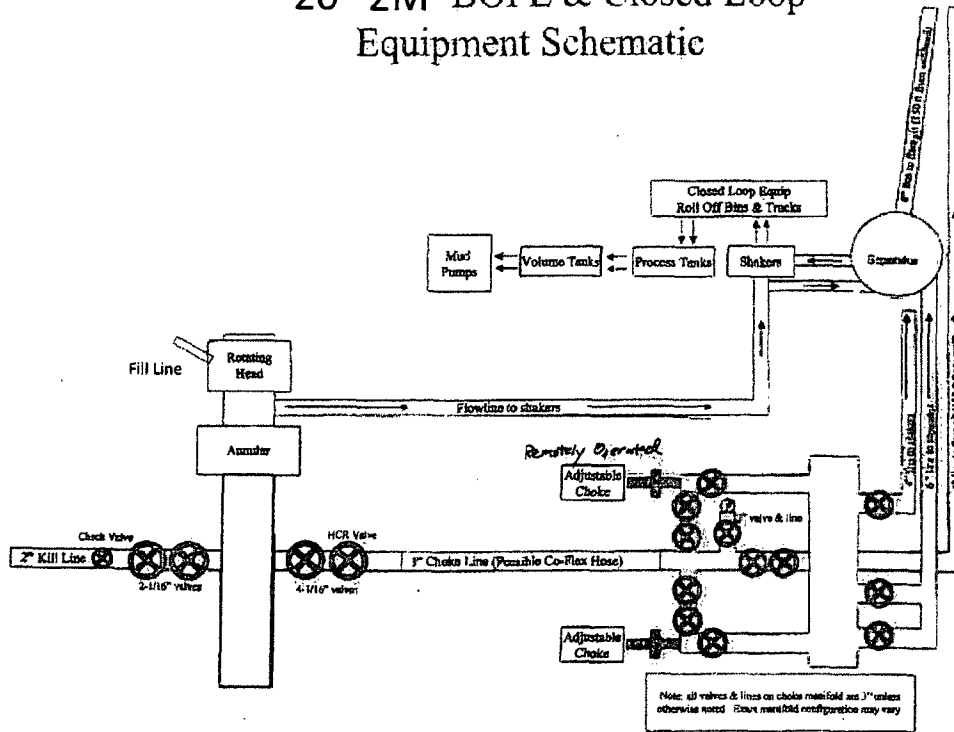 20" 2M BOPE & Closed Loop
Equipment Schematic
Closed Loop Equip
Roll Off Bins & Tracks
Mud
Pumps
Volume Tanks
Process Tanks
Shakers
Separator
Fill Line
Rotating
Head
Flowline to shakers
Annular
Remotely Operated
Adjustable
Choke
valve & line
Check Valve
HCR Valve
2" Kill Line
3" Choke Line (Possible Co-Flex Hose)
2-1/16" valves
4-1/16" valves
Adjustable
Choke
Note: all valves & lines on choke manifold are 3" unless
otherwise noted. Exact manifold configuration may vary